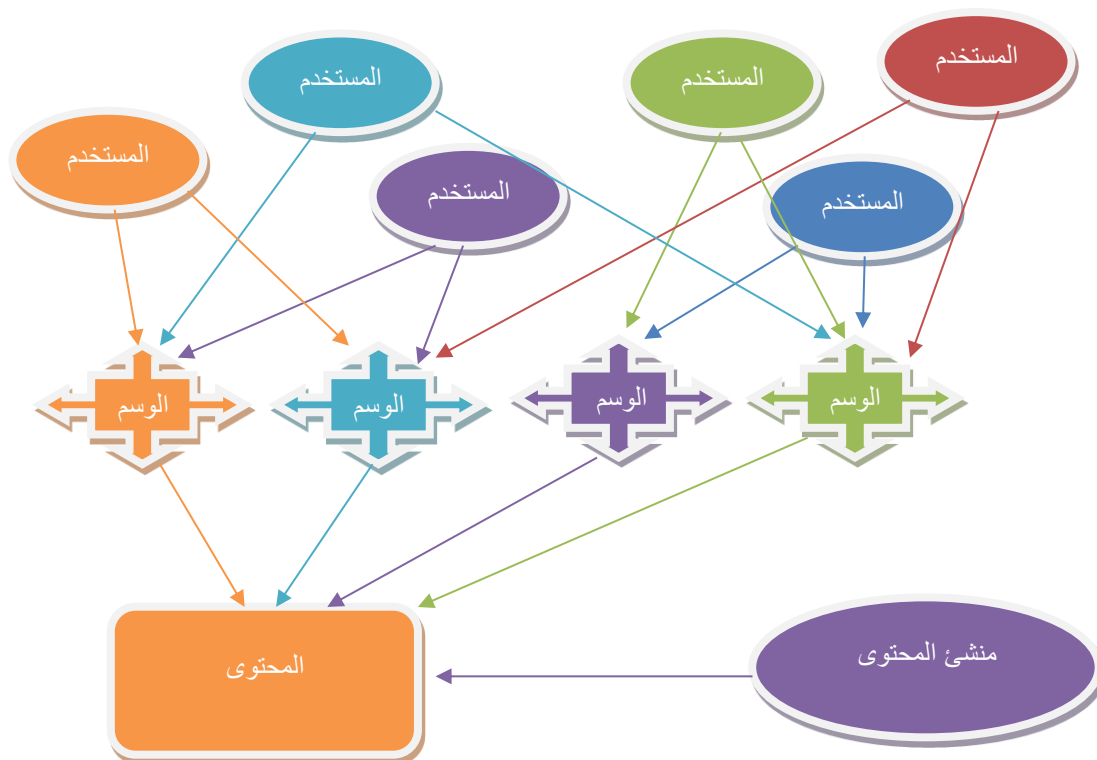 المستخدم
المستخدم
المستخدم
المستخدم
المستخدم
المستخدم
الوسم
الوسم
الوسم
الوسم
منشئ المحتوى
المحتوى